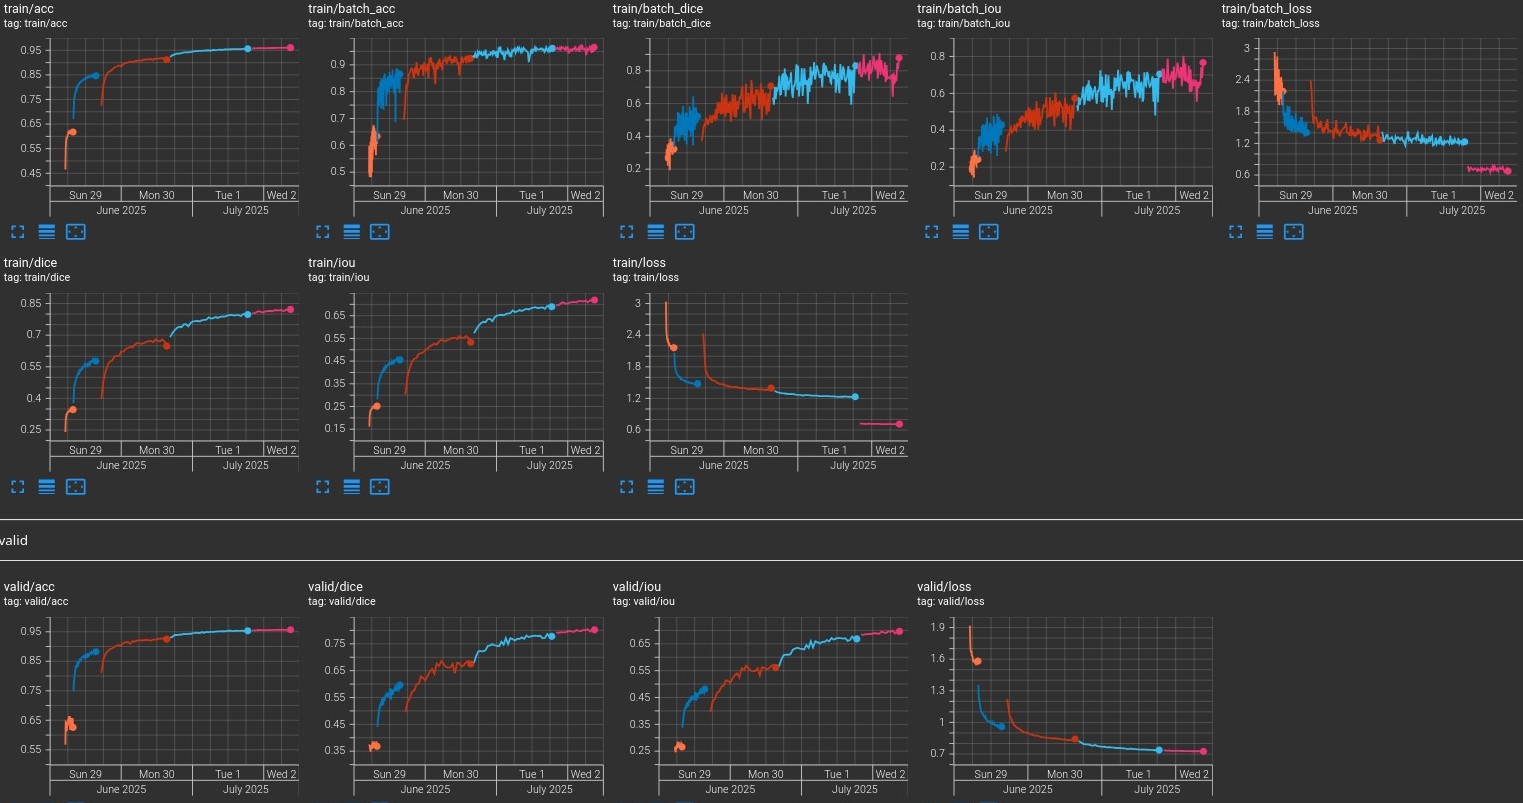 train/acc
tag: train/acc
0.95
0.85
0.75
0.65
0.55
0.45
Sun 29
Mon 30
Tue 1
Wed 2
June 2025
July 2025
train/batch_acc
tag: train/batch_acc
0.9
0.8
0.7
0.6
0.5
Sun 29
Mon 30
Tue 1
Wed 2
June 2025
July 2025
train/batch_dice
tag: train/batch_dice
0.8
0.6
0.4
0.2
Sun 29
Mon 30
Tue 1
Wed 2
June 2025
July 2025
train/batch_iou
tag: train/batch_iou
0.8
0.6
0.4
0.2
Sun 29
Mon 30
Tue 1
Wed 2
June 2025
July 2025
train/batch_loss
tag: train/batch_loss
3
2.4
1.8
1.2
0.6
Sun 29
Mon 30
Tue 1
Wed 2
June 2025
July 2025
train/dice
tag: train/dice
0.85
0.7
0.55
0.4
0.25
Sun 29
Mon 30
Tue 1
Wed 2
June 2025
July 2025
train/iou
tag: train/iou
0.65
0.55
0.45
0.35
0.25
0.15
Sun 29
Mon 30
Tue 1
Wed 2
June 2025
July 2025
train/loss
tag: train/loss
3
2.4
1.8
1.2
0.6
Sun 29
Mon 30
Tue 1
Wed 2
June 2025
July 2025
valid
valid/acc
tag: valid/acc
0.95
0.85
0.75
0.65
0.55
Sun 29
Mon 30
Tue 1
Wed 2
June 2025
July 2025
valid/dice
tag: valid/dice
0.75
0.65
0.55
0.45
0.35
Sun 29
Mon 30
Tue 1
Wed 2
June 2025
July 2025
valid/iou
tag: valid/iou
0.65
0.55
0.45
0.35
0.25
Sun 29
Mon 30
Tue 1
Wed 2
June 2025
July 2025
valid/loss
tag: valid/loss
1.9
1.6
1.3
1
0.7
Sun 29
Mon 30
Tue 1
Wed 2
June 2025
July 2025